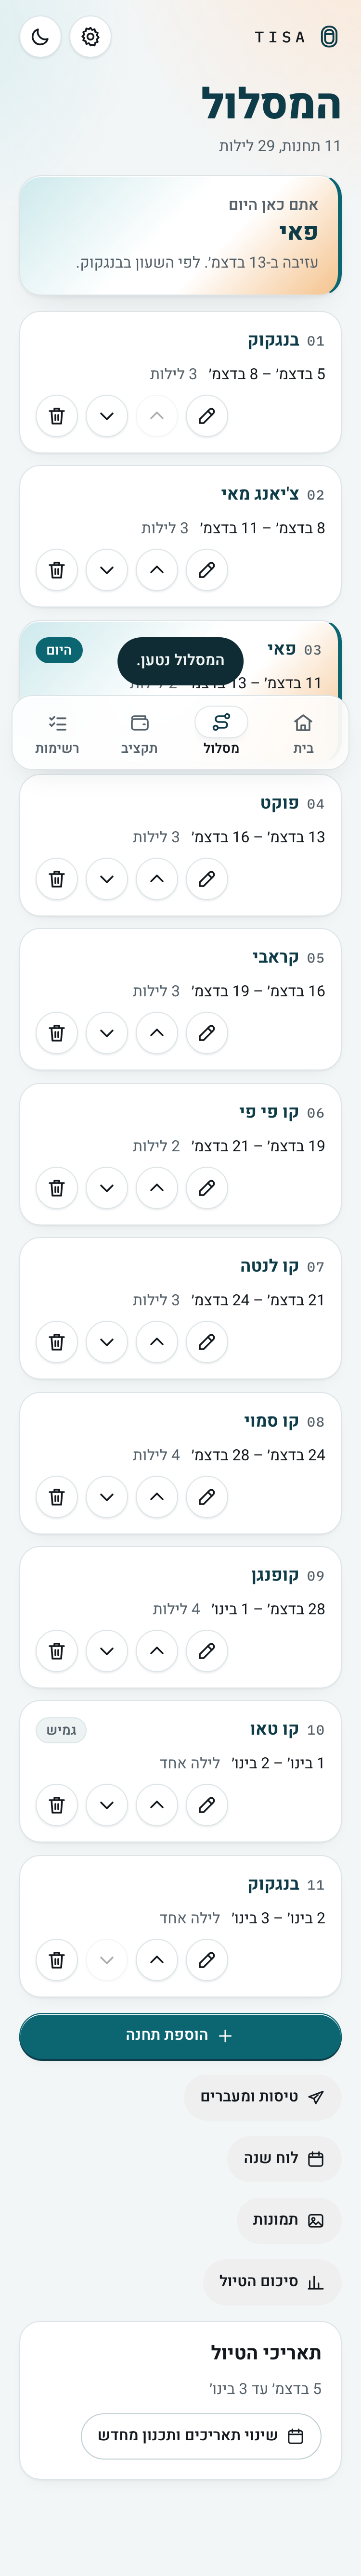 TISA
המסלול
11 תחנות, 29 לילות
אתם כאן היום
פאי
עזיבה ב-13 בדצמ׳. לפי השעון בבנגקוק.
01 בנגקוק
5 בדצמ׳ – 8 בדצמ׳ 3 לילות
02 צ'יאנג מאי
8 בדצמ׳ – 11 בדצמ׳ 3 לילות
03 פאי היום
המסלול נטען.
11 בדצמ׳ – 13 בדצמ׳ 2 לילות
בית מסלול תקציב רשימות
04 פוקט
13 בדצמ׳ – 16 בדצמ׳ 3 לילות
05 קראבי
16 בדצמ׳ – 19 בדצמ׳ 3 לילות
06 קו פי פי
19 בדצמ׳ – 21 בדצמ׳ 2 לילות
07 קו לנטה
21 בדצמ׳ – 24 בדצמ׳ 3 לילות
08 קו סמוי
24 בדצמ׳ – 28 בדצמ׳ 4 לילות
09 קופנגן
28 בדצמ׳ – 1 בינו׳ 4 לילות
10 קו טאו גמיש
1 בינו׳ – 2 בינו׳ לילה אחד
11 בנגקוק
2 בינו׳ – 3 בינו׳ לילה אחד
הוספת תחנה
טיסות ומעברים
לוח שנה
תמונות
סיכום הטיול
תאריכי הטיול
5 בדצמ׳ עד 3 בינו׳
שינוי תאריכים ותכנון מחדש